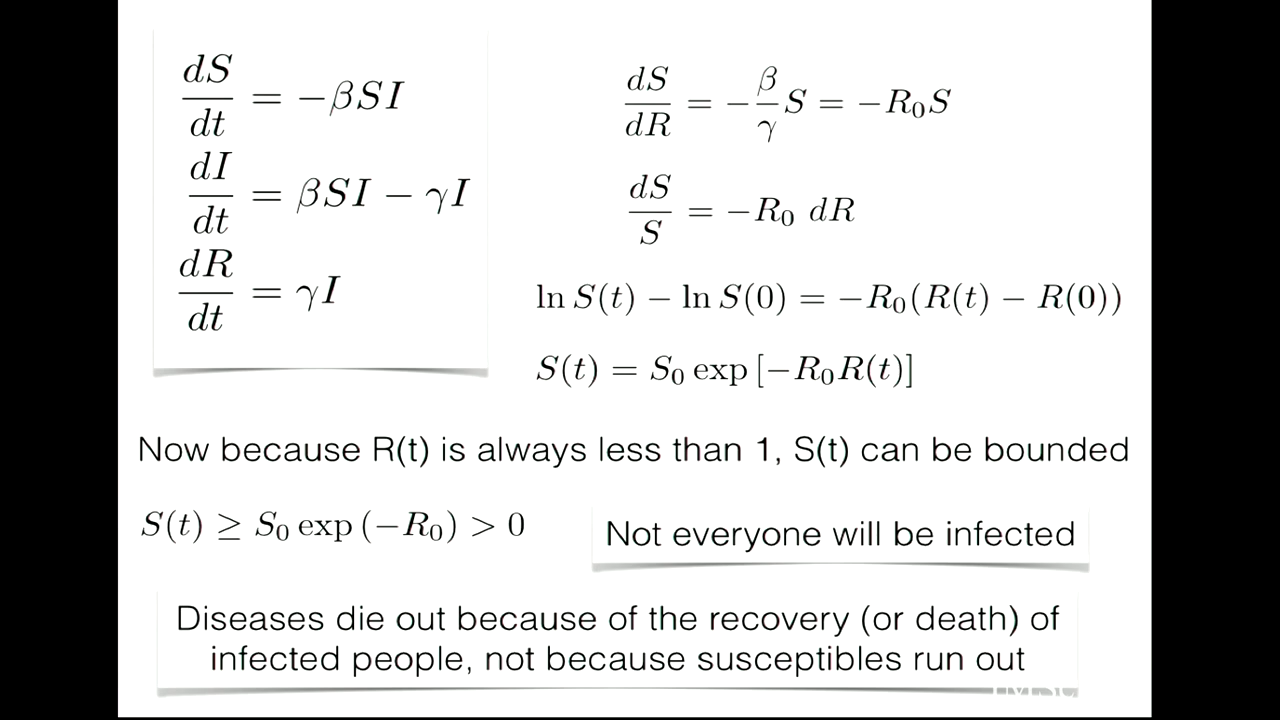 dS/dt = −βSI
dI/dt = βSI − γI
dR/dt = γI
dS/dR = −β/γ S = −R₀S
dS/S = −R₀ dR
ln S(t) − ln S(0) = −R₀(R(t) − R(0))
S(t) = S₀ exp [−R₀R(t)]
Now because R(t) is always less than 1, S(t) can be bounded
S(t) ≥ S₀ exp (−R₀) > 0
Not everyone will be infected
Diseases die out because of the recovery (or death) of
infected people, not because susceptibles run out